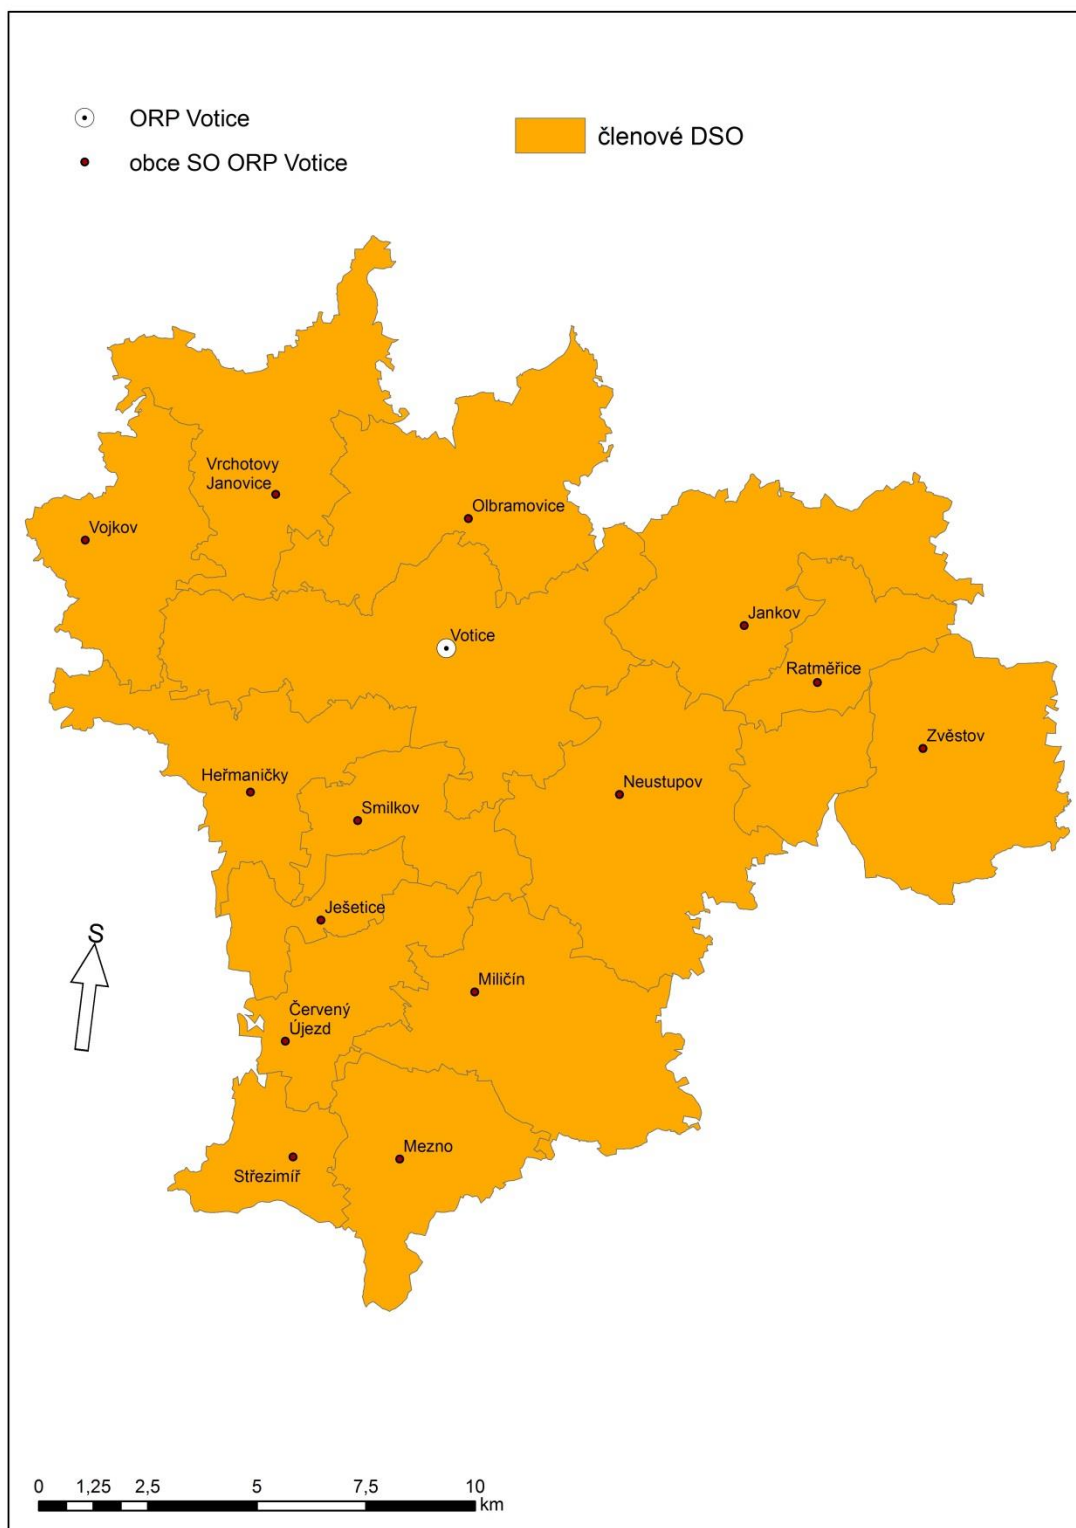 ORP Votice
obce SO ORP Votice
členové DSO
Vrchotovy
Janovice
Olbramovice
Vojkov
Jankov
Votice
Ratměřice
Zvěstov
Heřmaničky
Neustupov
Smilkov
Ješetice
S
Miličín
Červený
Újezd
Mezno
Střezimíř
0 1,25 2,5 5 7,5 10
km